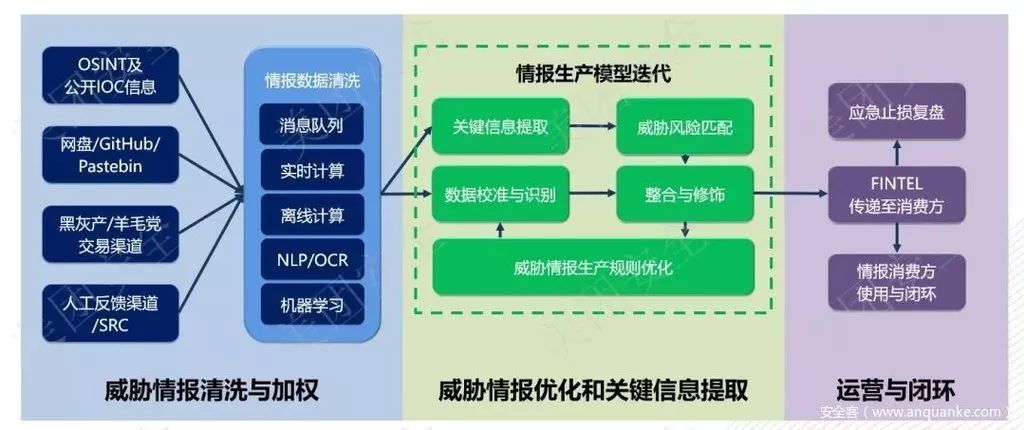 OSINT及
公开IOC信息
网盘/GitHub/
Pastebin
黑灰产/羊毛党
交易渠道
人工反馈渠道
/SRC
情报数据清洗
消息队列
实时计算
离线计算
NLP/OCR
机器学习
威胁情报清洗与加权
情报生产模型迭代
关键信息提取
威胁风险匹配
数据校准与识别
整合与修饰
威胁情报生产规则优化
威胁情报优化和关键信息提取
应急止损复盘
FINTEL
传递至消费方
情报消费方
使用与闭环
运营与闭环
安全客（www.anquanke.com）
美团安全